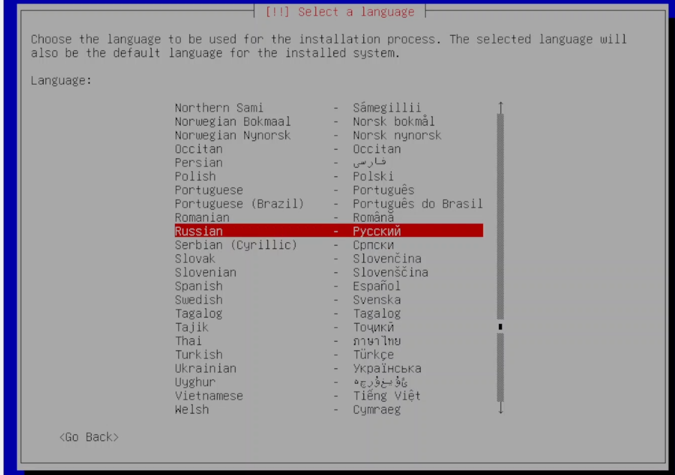 [!!] Select a language
Choose the language to be used for the installation process. The selected language will
also be the default language for the installed system.
Language:
Northern Sami - Sámegillii
Norwegian Bokmaal - Norsk bokmål
Norwegian Nynorsk - Norsk nynorsk
Occitan - Occitan
Persian - فارسی
Polish - Polski
Portuguese - Português
Portuguese (Brazil) - Português do Brasil
Romanian - Română
Russian - Русский
Serbian (Cyrillic) - Српски
Slovak - Slovenčina
Slovenian - Slovenščina
Spanish - Español
Swedish - Svenska
Tagalog - Tagalog
Tajik - Тоҷикӣ
Thai - ภาษาไทย
Turkish - Türkçe
Ukrainian - Українська
Uyghur - ئۇيغۇرچە
Vietnamese - Tiếng Việt
Welsh - Cymraeg
<Go Back>